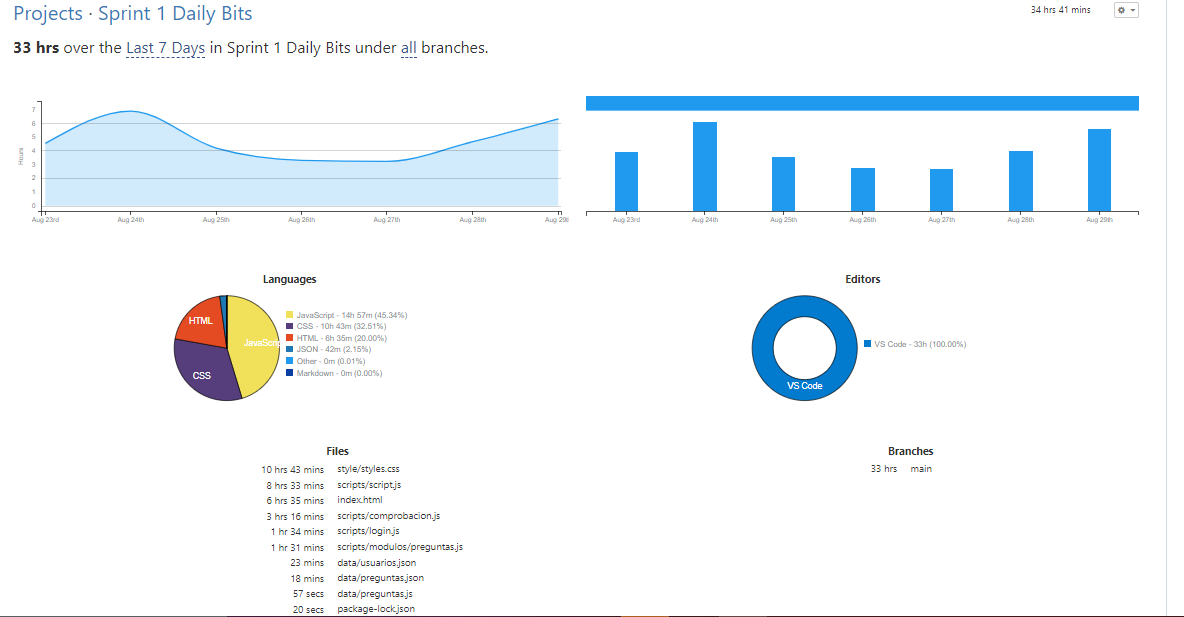 Projects · Sprint 1 Daily Bits
34 hrs 41 mins
33 hrs over the Last 7 Days in Sprint 1 Daily Bits under all branches.
Hours
7
6
5
4
3
2
1
0
Aug 23rd Aug 24th Aug 25th Aug 26th Aug 27th Aug 28th Aug 29t
Aug 23rd Aug 24th Aug 25th Aug 26th Aug 27th Aug 28th Aug 29th
Languages
HTML
JavaScrip
CSS
JavaScript - 14h 57m (45.34%)
CSS - 10h 43m (32.51%)
HTML - 6h 35m (20.00%)
JSON - 42m (2.15%)
Other - 0m (0.01%)
Markdown - 0m (0.00%)
Editors
VS Code
VS Code - 33h (100.00%)
Files
10 hrs 43 mins style/styles.css
8 hrs 33 mins scripts/script.js
6 hrs 35 mins index.html
3 hrs 16 mins scripts/comprobacion.js
1 hr 34 mins scripts/login.js
1 hr 31 mins scripts/modulos/preguntas.js
23 mins data/usuarios.json
18 mins data/preguntas.json
57 secs data/preguntas.js
20 secs package-lock.json
Branches
33 hrs main